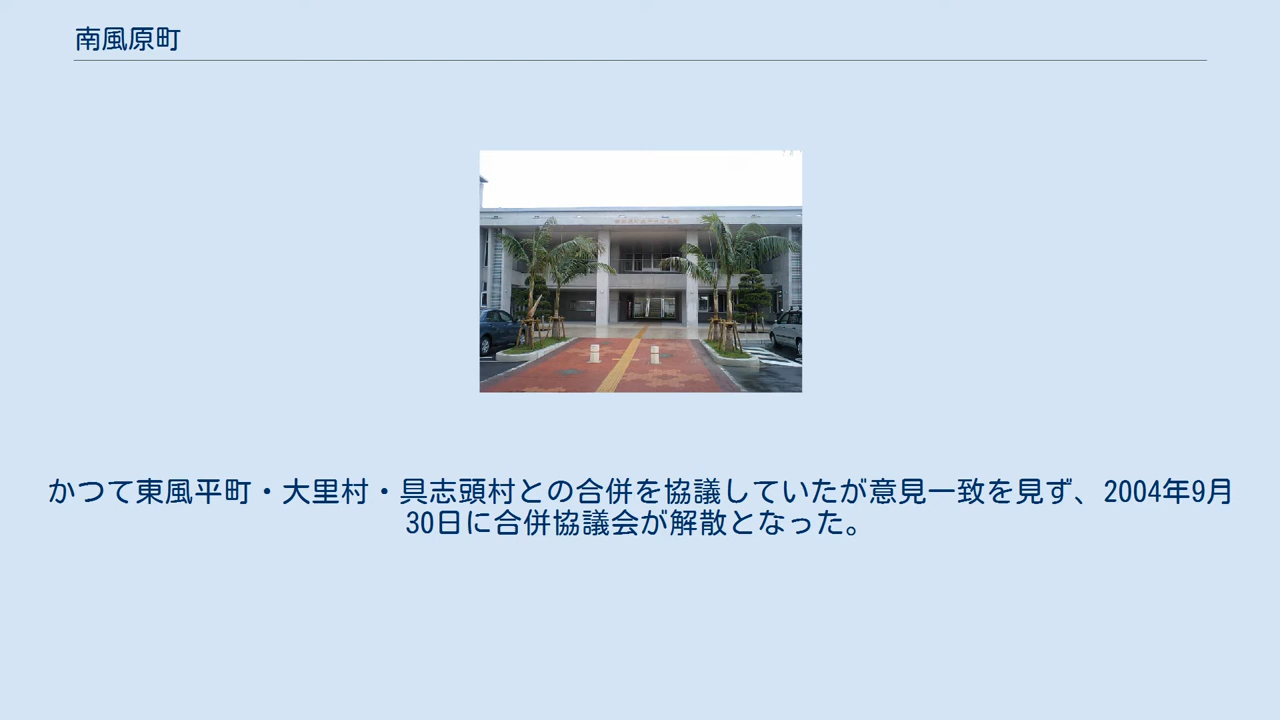 南風原町
かつて東風平町・大里村・具志頭村との合併を協議していたが意見一致を見ず、2004年9月
30日に合併協議会が解散となった。